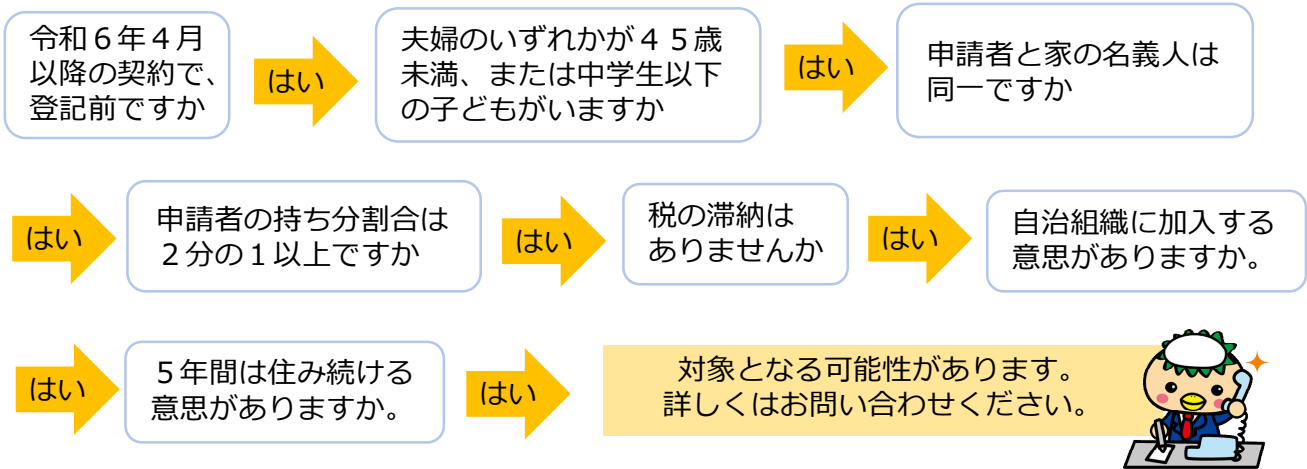 令和６年４月
以降の契約で、
登記前ですか
はい
夫婦のいずれかが４５歳
未満、または中学生以下
の子どもがいますか
はい
申請者と家の名義人は
同一ですか
はい
申請者の持ち分割合は
２分の１以上ですか
はい
税の滞納は
ありませんか
はい
自治組織に加入する
意思がありますか。
はい
５年間は住み続ける
意思がありますか。
はい
対象となる可能性があります。
詳しくはお問い合わせください。